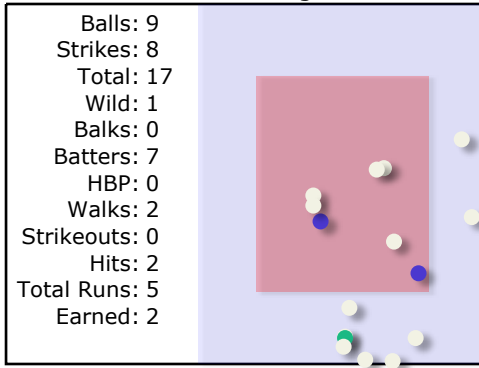 Balls: 9
Strikes: 8
Total: 17
Wild: 1
Balks: 0
Batters: 7
HBP: 0
Walks: 2
Strikeouts: 0
Hits: 2
Total Runs: 5
Earned: 2